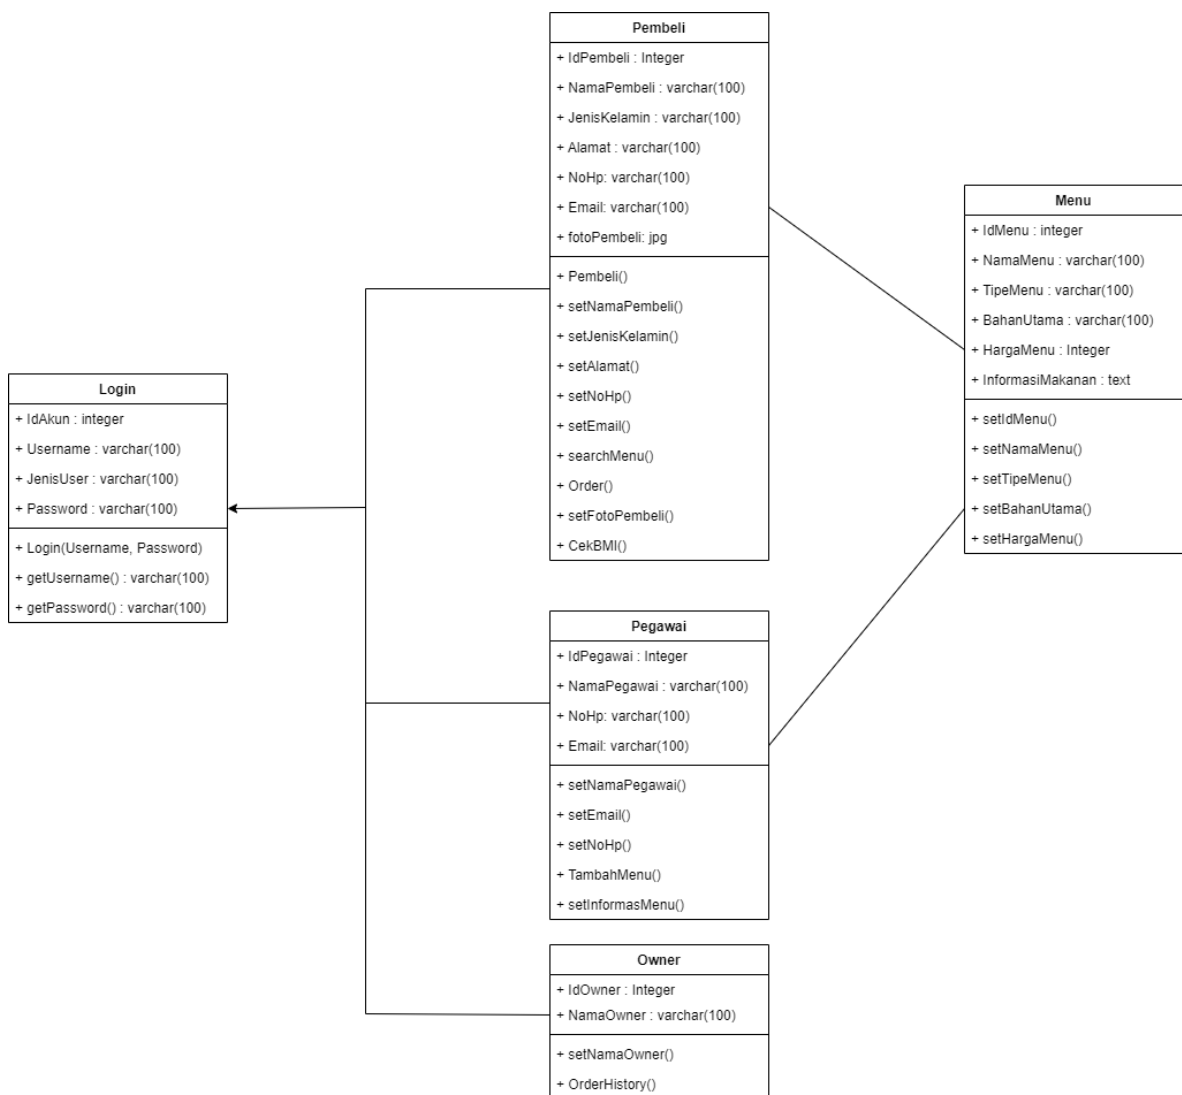 Pembeli
+ IdPembeli : Integer
+ NamaPembeli : varchar(100)
+ JenisKelamin : varchar(100)
+ Alamat : varchar(100)
+ NoHp: varchar(100)
+ Email: varchar(100)
+ fotoPembeli: jpg
+ Pembeli()
+ setNamaPembeli()
+ setJenisKelamin()
+ setAlamat()
+ setNoHp()
+ setEmail()
+ searchMenu()
+ Order()
+ setFotoPembeli()
+ CekBMI()
Menu
+ IdMenu : integer
+ NamaMenu : varchar(100)
+ TipeMenu : varchar(100)
+ BahanUtama : varchar(100)
+ HargaMenu : Integer
+ InformasiMakanan : text
+ setIdMenu()
+ setNamaMenu()
+ setTipeMenu()
+ setBahanUtama()
+ setHargaMenu()
Login
+ IdAkun : integer
+ Username : varchar(100)
+ JenisUser : varchar(100)
+ Password : varchar(100)
+ Login(Username, Password)
+ getUsername() : varchar(100)
+ getPassword() : varchar(100)
Pegawai
+ IdPegawai : Integer
+ NamaPegawai : varchar(100)
+ NoHp: varchar(100)
+ Email: varchar(100)
+ setNamaPegawai()
+ setEmail()
+ setNoHp()
+ TambahMenu()
+ setInformasMenu()
Owner
+ IdOwner : Integer
+ NamaOwner : varchar(100)
+ setNamaOwner()
+ OrderHistory()